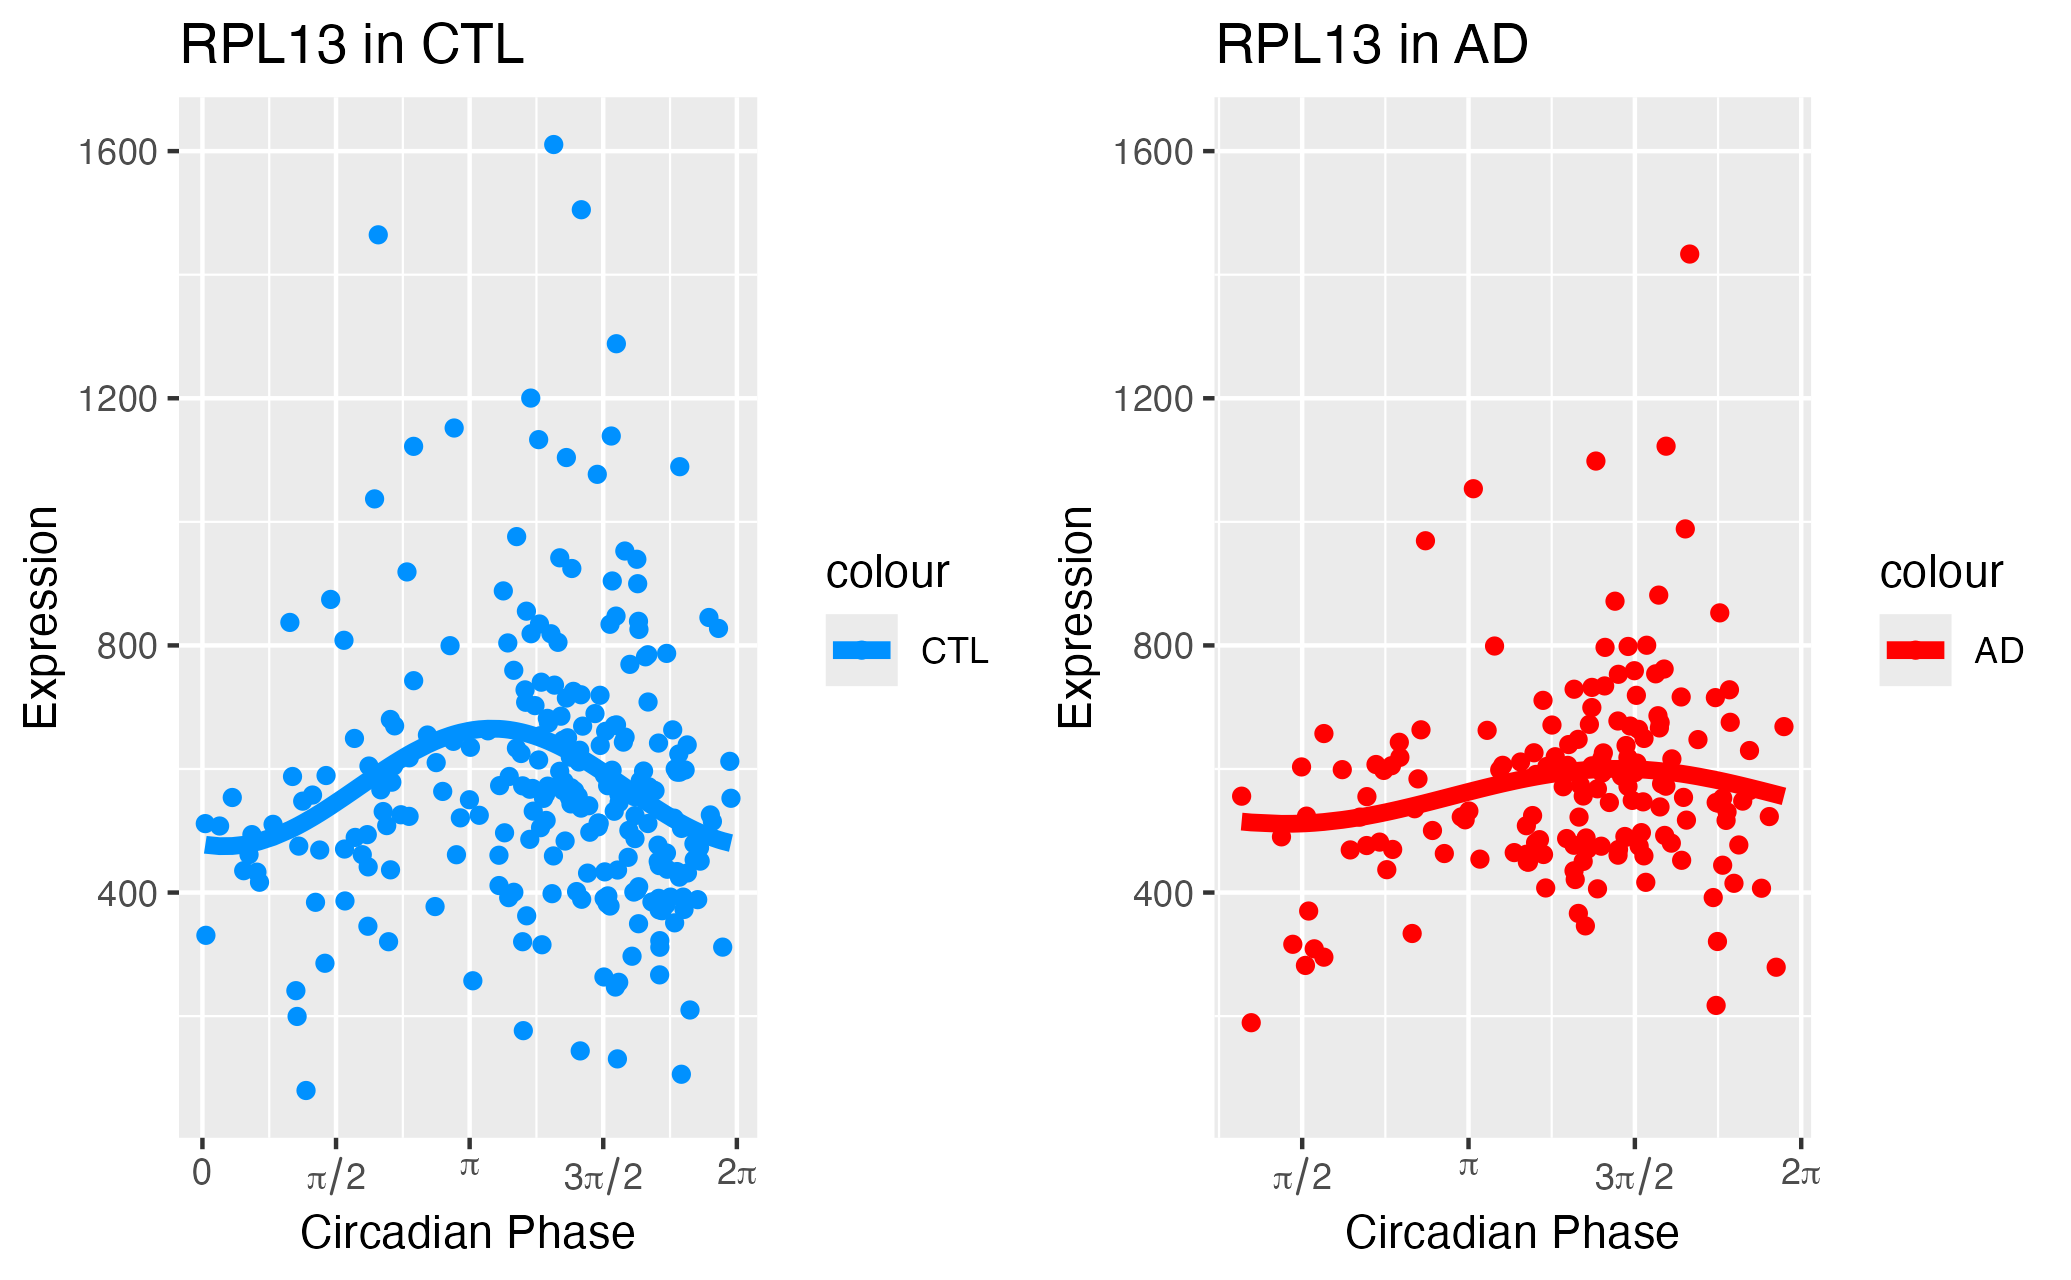 RPL13 in CTL
1600
1200
800
400
Expression
0 π/2 π 3π/2 2π
Circadian Phase
colour
CTL
RPL13 in AD
1600
1200
800
400
Expression
π/2 π 3π/2 2π
Circadian Phase
colour
AD